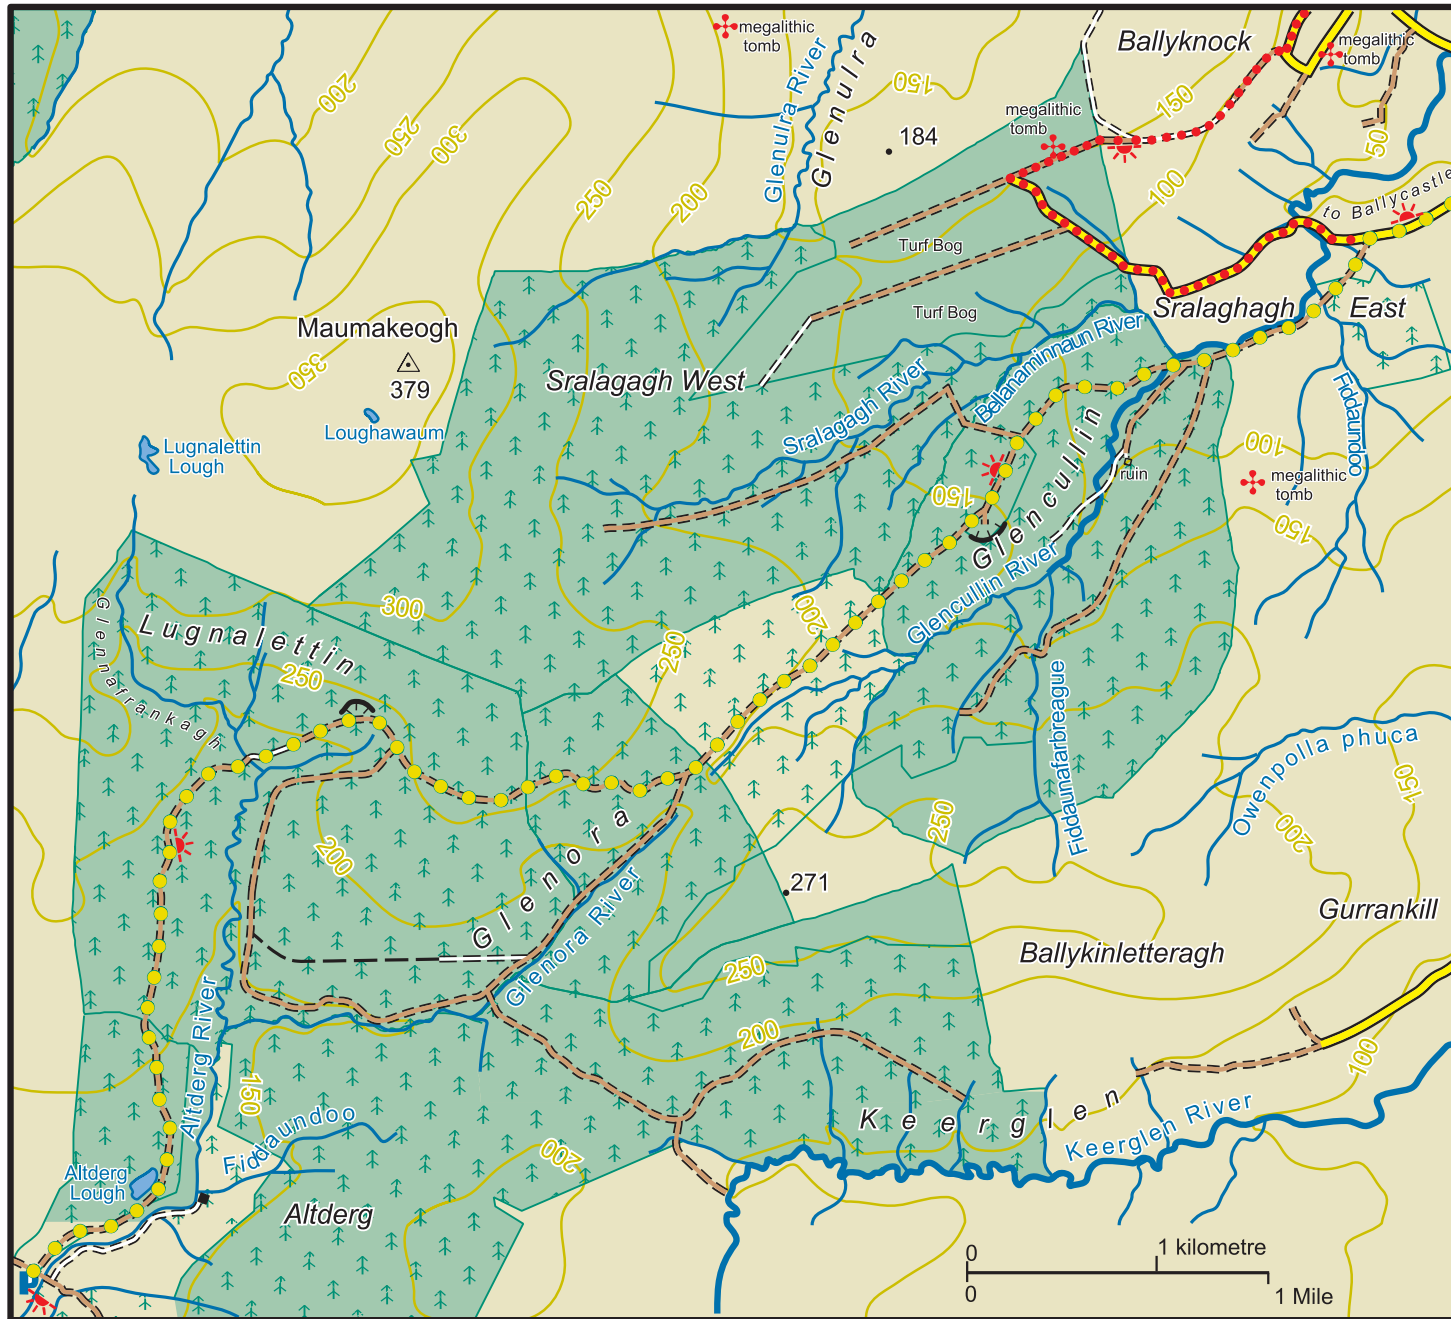 megalithic
tomb
Ballyknock
megalithic
tomb
Glenulra River
Glenulra
150
184
megalithic
tomb
150
50
200
250
300
250
200
100
to Ballycastle
Turf Bog
Turf Bog
Sralaghagh
East
Maumakeogh
379
350
Sralagagh West
Bellanaminnaun River
Sralagagh River
Loughawaum
Lugnalettin
Lough
Glencullin
150
ruin
100
megalithic
tomb
150
Fiddaundoo
Glencullin River
300
200
250
Glennafrankagh
Lugnalettin
250
Fiddaunafarbreague
Owenpolla phuca
150
200
250
200
Glenora
Glenora River
271
Gurrankill
Ballykinletteragh
250
200
Altderg River
150
Fiddaundoo
Keerglen
Keerglen River
100
200
Altderg
Lough
Altderg
P
0
1 kilometre
0
1 Mile